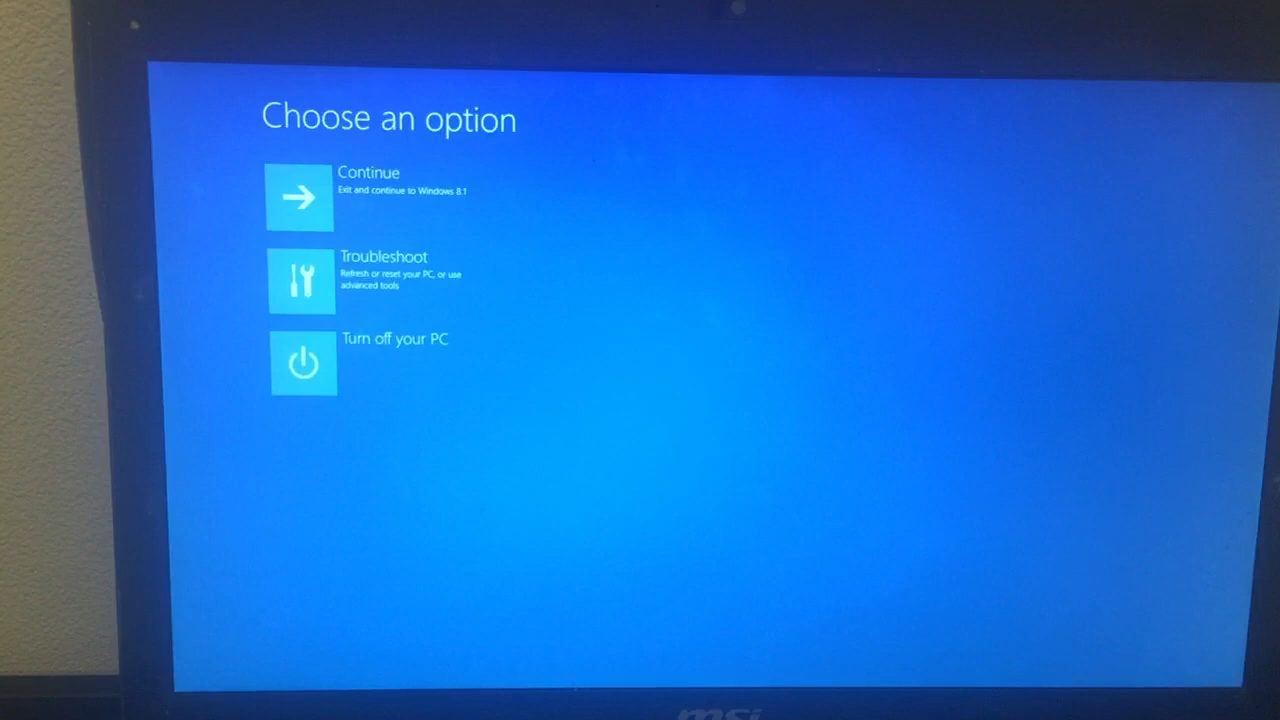 Choose an option
Continue
Exit and continue to Windows 8.1
Troubleshoot
Refresh or reset your PC, or use
advanced tools
Turn off your PC
msi